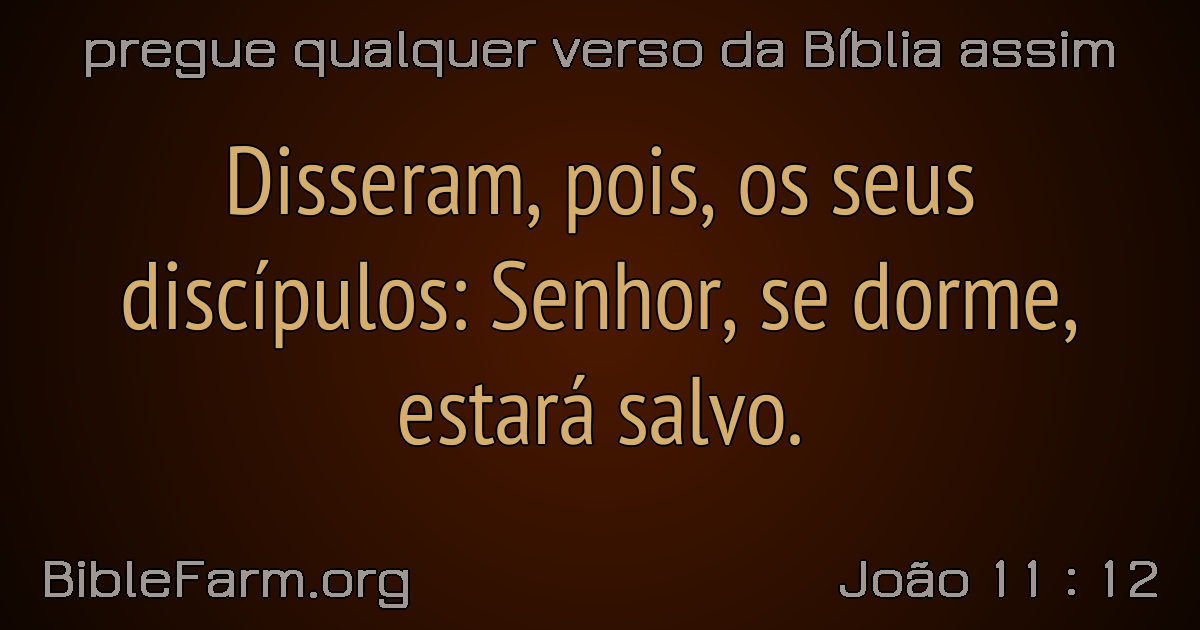 pregue qualquer verso da Bíblia assim
Disseram, pois, os seus
discípulos: Senhor, se dorme,
estará salvo.
BibleFarm.org
João 11 : 12